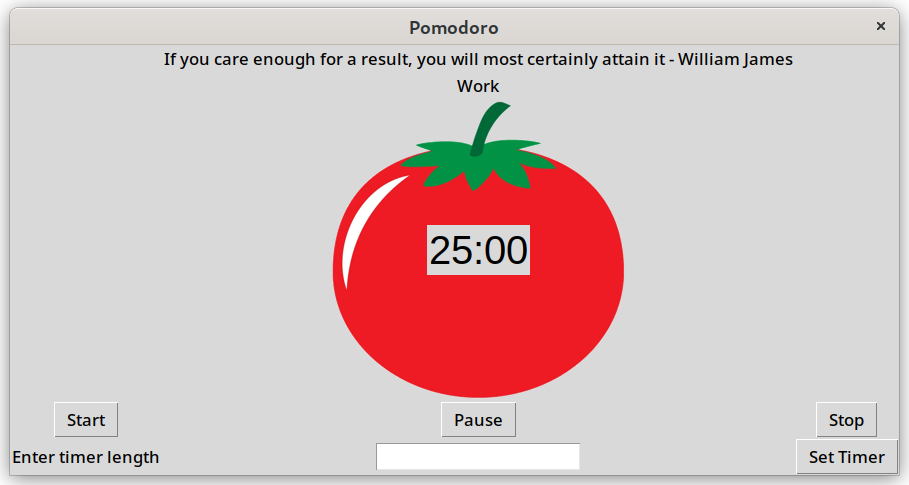 Pomodoro
×
If you care enough for a result, you will most certainly attain it - William James
Work
25:00
Start Pause Stop
Enter timer length Set Timer